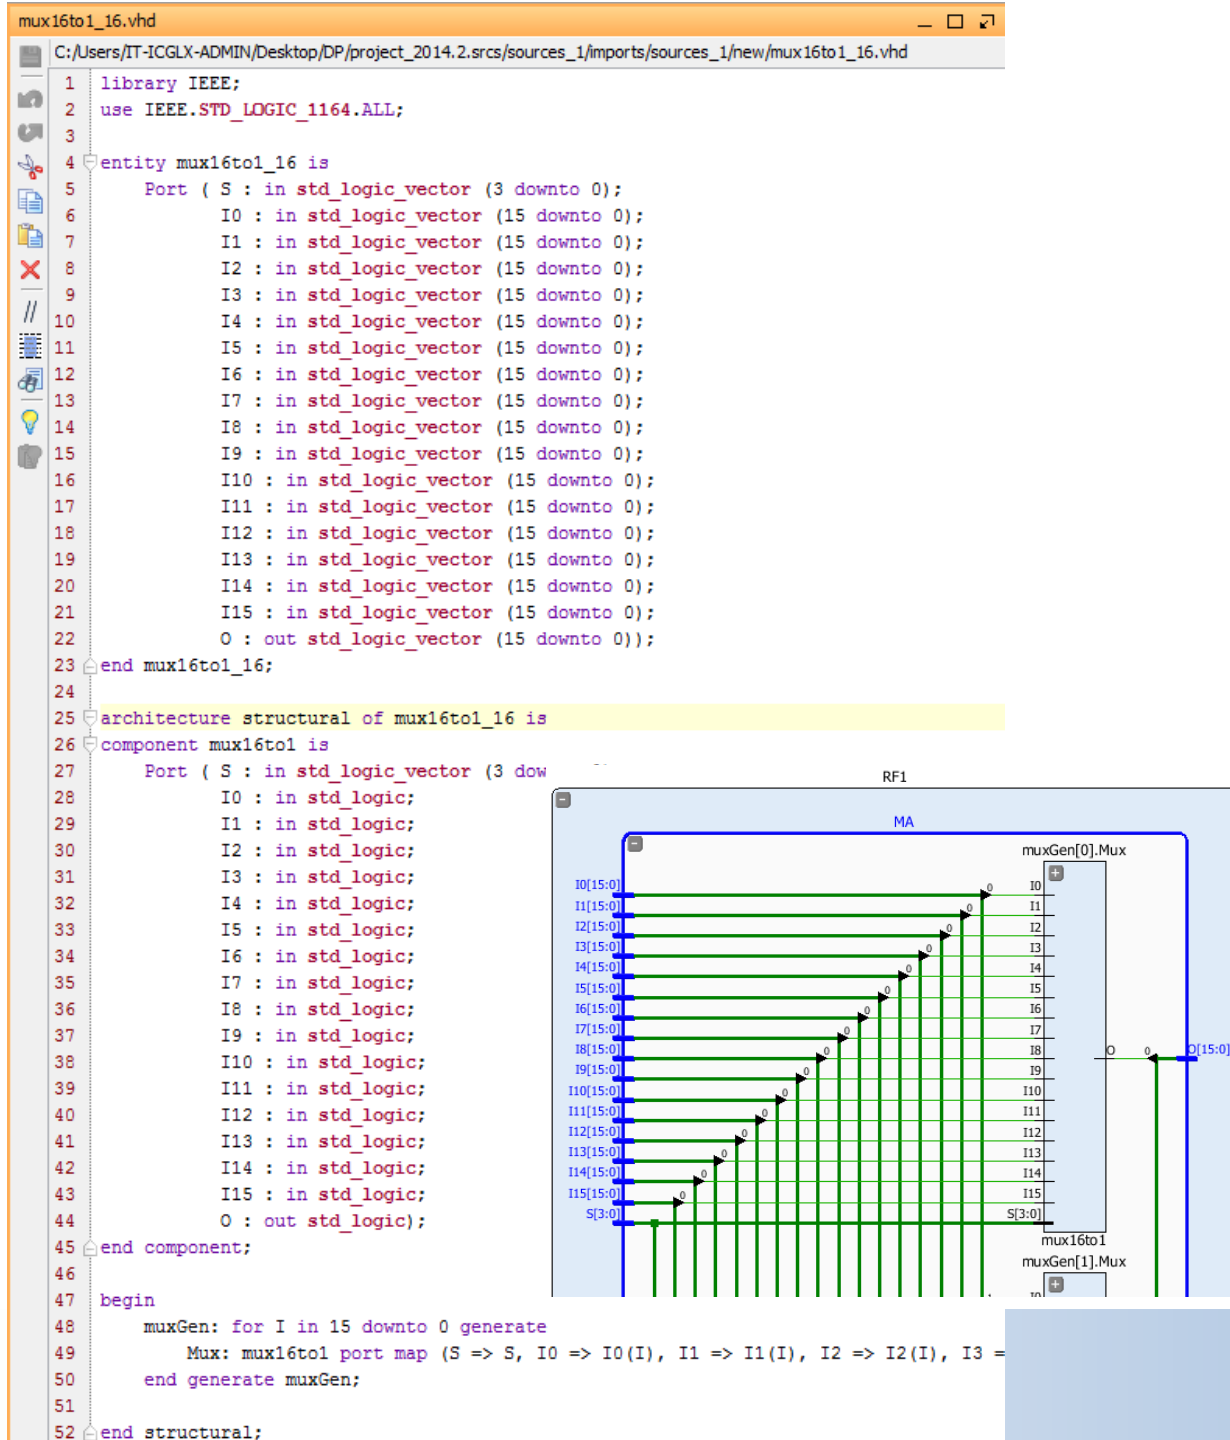 mux16to1_16.vhd
C:/Users/IT-ICGLX-ADMIN/Desktop/DP/project_2014.2.srcs/sources_1/imports/sources_1/new/mux16to1_16.vhd
1 library IEEE;
2 use IEEE.STD_LOGIC_1164.ALL;
3
4 entity mux16to1_16 is
5 Port ( S : in std_logic_vector (3 downto 0);
6 I0 : in std_logic_vector (15 downto 0);
7 I1 : in std_logic_vector (15 downto 0);
8 I2 : in std_logic_vector (15 downto 0);
9 I3 : in std_logic_vector (15 downto 0);
10 I4 : in std_logic_vector (15 downto 0);
11 I5 : in std_logic_vector (15 downto 0);
12 I6 : in std_logic_vector (15 downto 0);
13 I7 : in std_logic_vector (15 downto 0);
14 I8 : in std_logic_vector (15 downto 0);
15 I9 : in std_logic_vector (15 downto 0);
16 I10 : in std_logic_vector (15 downto 0);
17 I11 : in std_logic_vector (15 downto 0);
18 I12 : in std_logic_vector (15 downto 0);
19 I13 : in std_logic_vector (15 downto 0);
20 I14 : in std_logic_vector (15 downto 0);
21 I15 : in std_logic_vector (15 downto 0);
22 O : out std_logic_vector (15 downto 0));
23 end mux16to1_16;
24
25 architecture structural of mux16to1_16 is
26 component mux16to1 is
27 Port ( S : in std_logic_vector (3 dow
28 I0 : in std_logic;
29 I1 : in std_logic;
30 I2 : in std_logic;
31 I3 : in std_logic;
32 I4 : in std_logic;
33 I5 : in std_logic;
34 I6 : in std_logic;
35 I7 : in std_logic;
36 I8 : in std_logic;
37 I9 : in std_logic;
38 I10 : in std_logic;
39 I11 : in std_logic;
40 I12 : in std_logic;
41 I13 : in std_logic;
42 I14 : in std_logic;
43 I15 : in std_logic;
44 O : out std_logic);
45 end component;
46
47 begin
48 muxGen: for I in 15 downto 0 generate
49 Mux: mux16to1 port map (S => S, I0 => I0(I), I1 => I1(I), I2 => I2(I), I3 =
50 end generate muxGen;
51
52 end structural;
RF1
MA
muxGen[0].Mux
I0[15:0] 0 I0
I1[15:0] 0 I1
I2[15:0] 0 I2
I3[15:0] 0 I3
I4[15:0] 0 I4
I5[15:0] 0 I5
I6[15:0] 0 I6
I7[15:0] 0 I7
I8[15:0] 0 I8 O 0 O[15:0]
I9[15:0] 0 I9
I10[15:0] 0 I10
I11[15:0] 0 I11
I12[15:0] 0 I12
I13[15:0] 0 I13
I14[15:0] 0 I14
I15[15:0] 0 I15
S[3:0] S[3:0]
mux16to1
muxGen[1].Mux